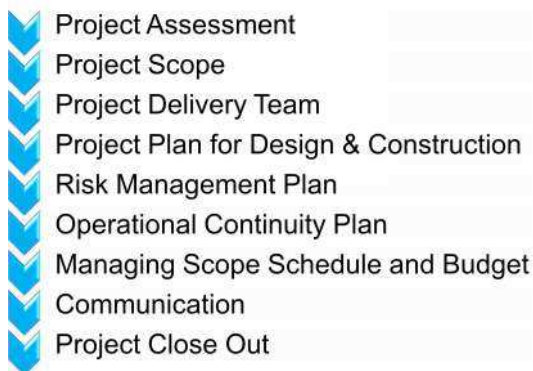 Project Assessment
Project Scope
Project Delivery Team
Project Plan for Design & Construction
Risk Management Plan
Operational Continuity Plan
Managing Scope Schedule and Budget
Communication
Project Close Out